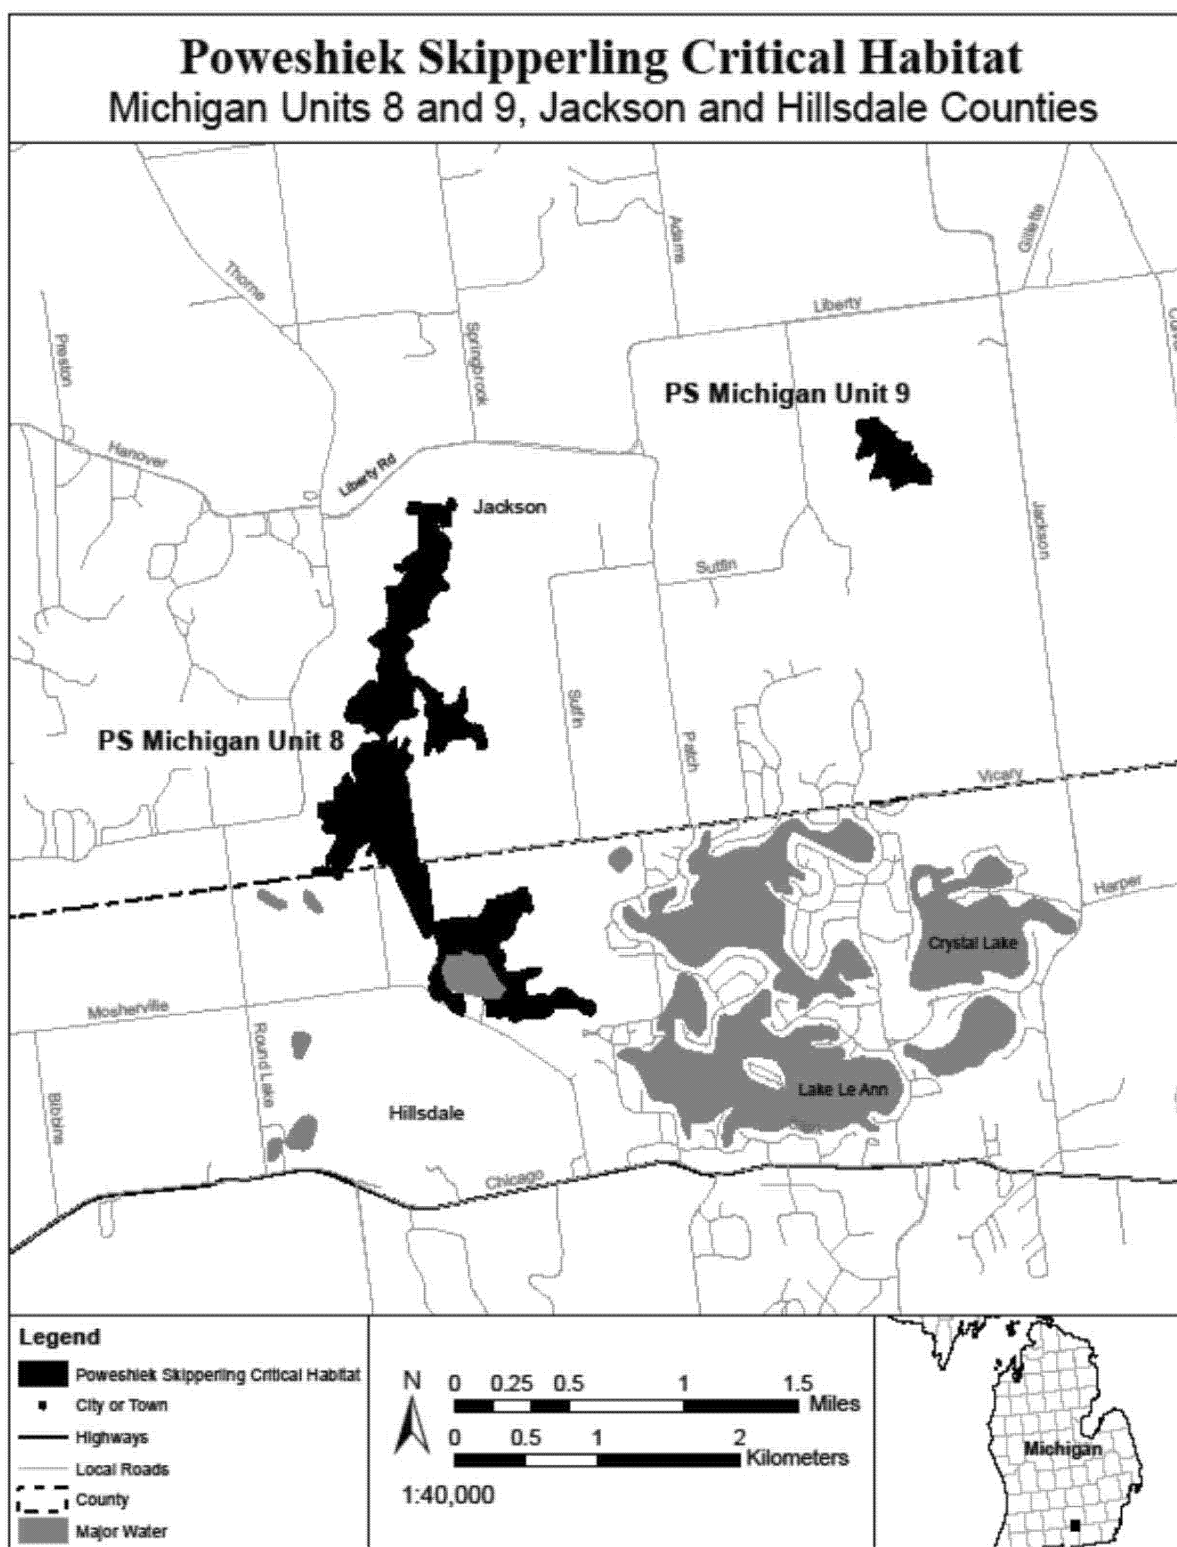 Poweshiek Skipperling Critical Habitat
Michigan Units 8 and 9, Jackson and Hillsdale Counties
Thorne
Adams
Gillette
Liberty
Preston
Springbrook
PS Michigan Unit 9
Hanover
Liberty Rd
Jackson
Jackson
Sutfin
Sutfin
Patch
PS Michigan Unit 8
Vicary
Harper
Crystal Lake
Mosherville
Round Lake
Bibbins
Hillsdale
Lake Le Ann
Chicago
Legend
Poweshiek Skipperling Critical Habitat
City or Town
Highways
Local Roads
County
Major Water
N
0 0.25 0.5 1 1.5
Miles
0 0.5 1 2
Kilometers
1:40,000
Michigan